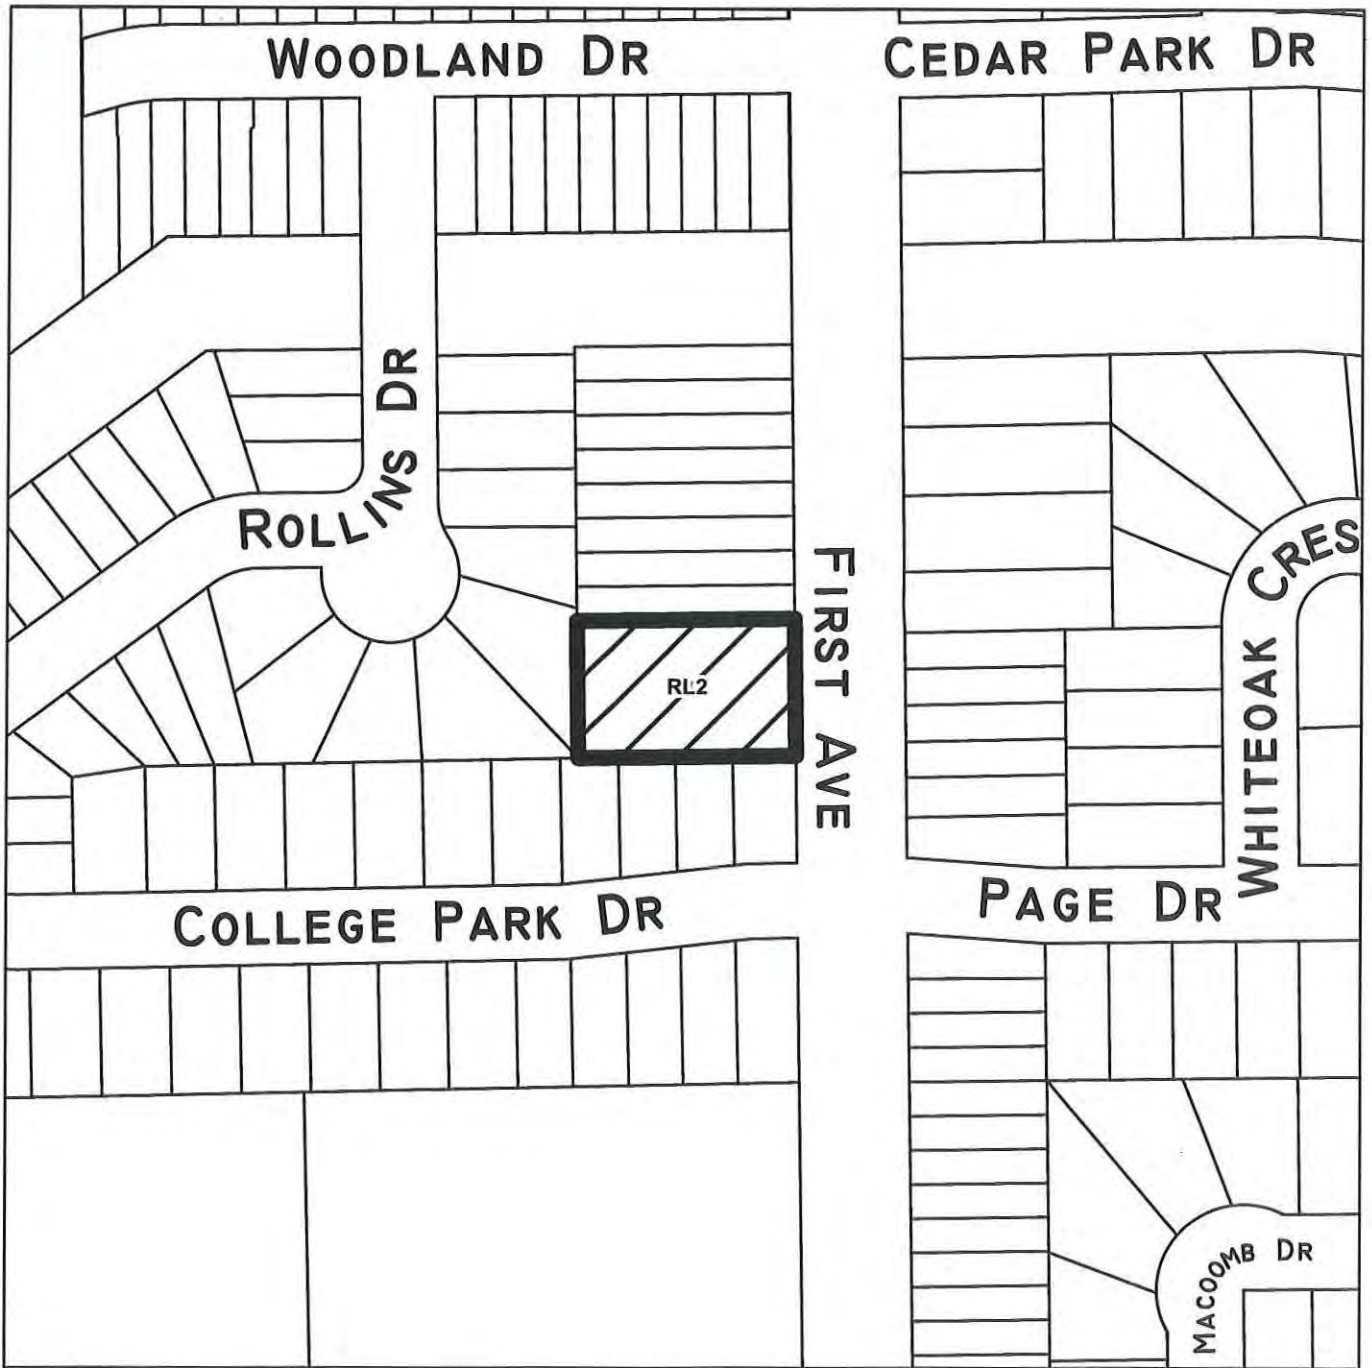 WOODLAND DR
CEDAR PARK DR
ROLLINS DR
FIRST AVE
RL2
WHITEOAK CRES
COLLEGE PARK DR
PAGE DR
MACOOMB DR